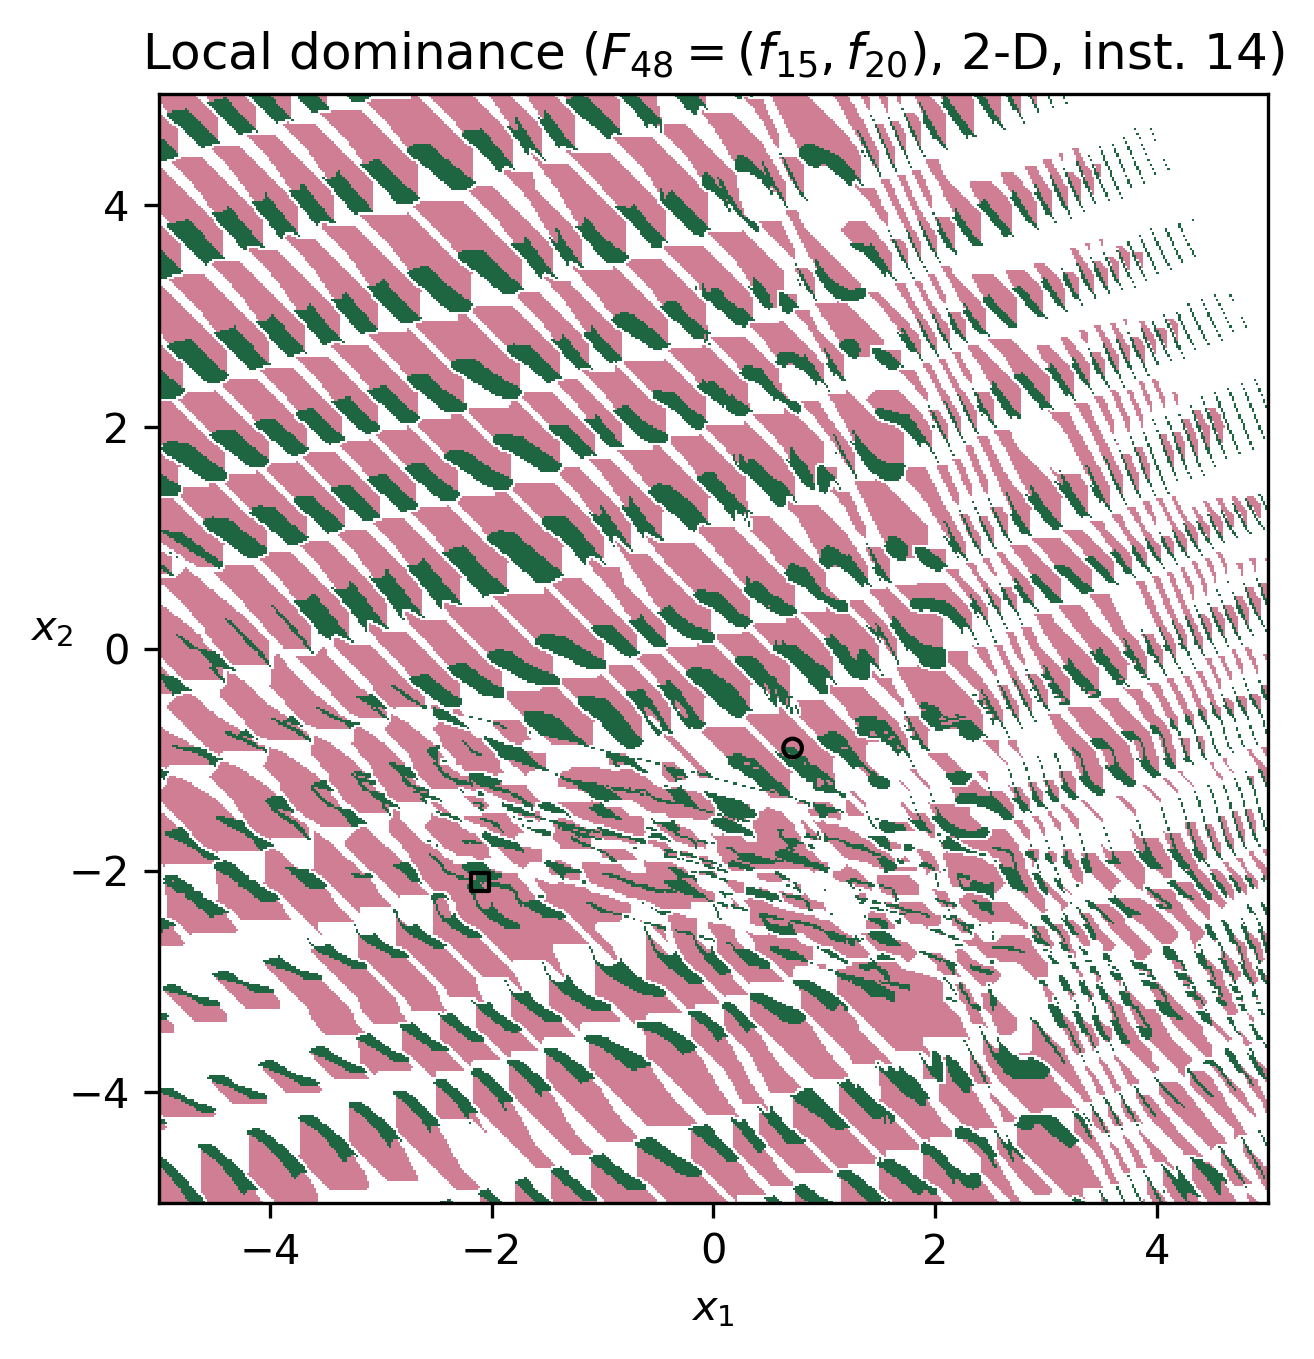 Local dominance (F₄₈ = (f₁₅, f₂₀), 2-D, inst. 14)
4
2
x₂
0
−2
−4
−4 −2 0 2 4
x₁